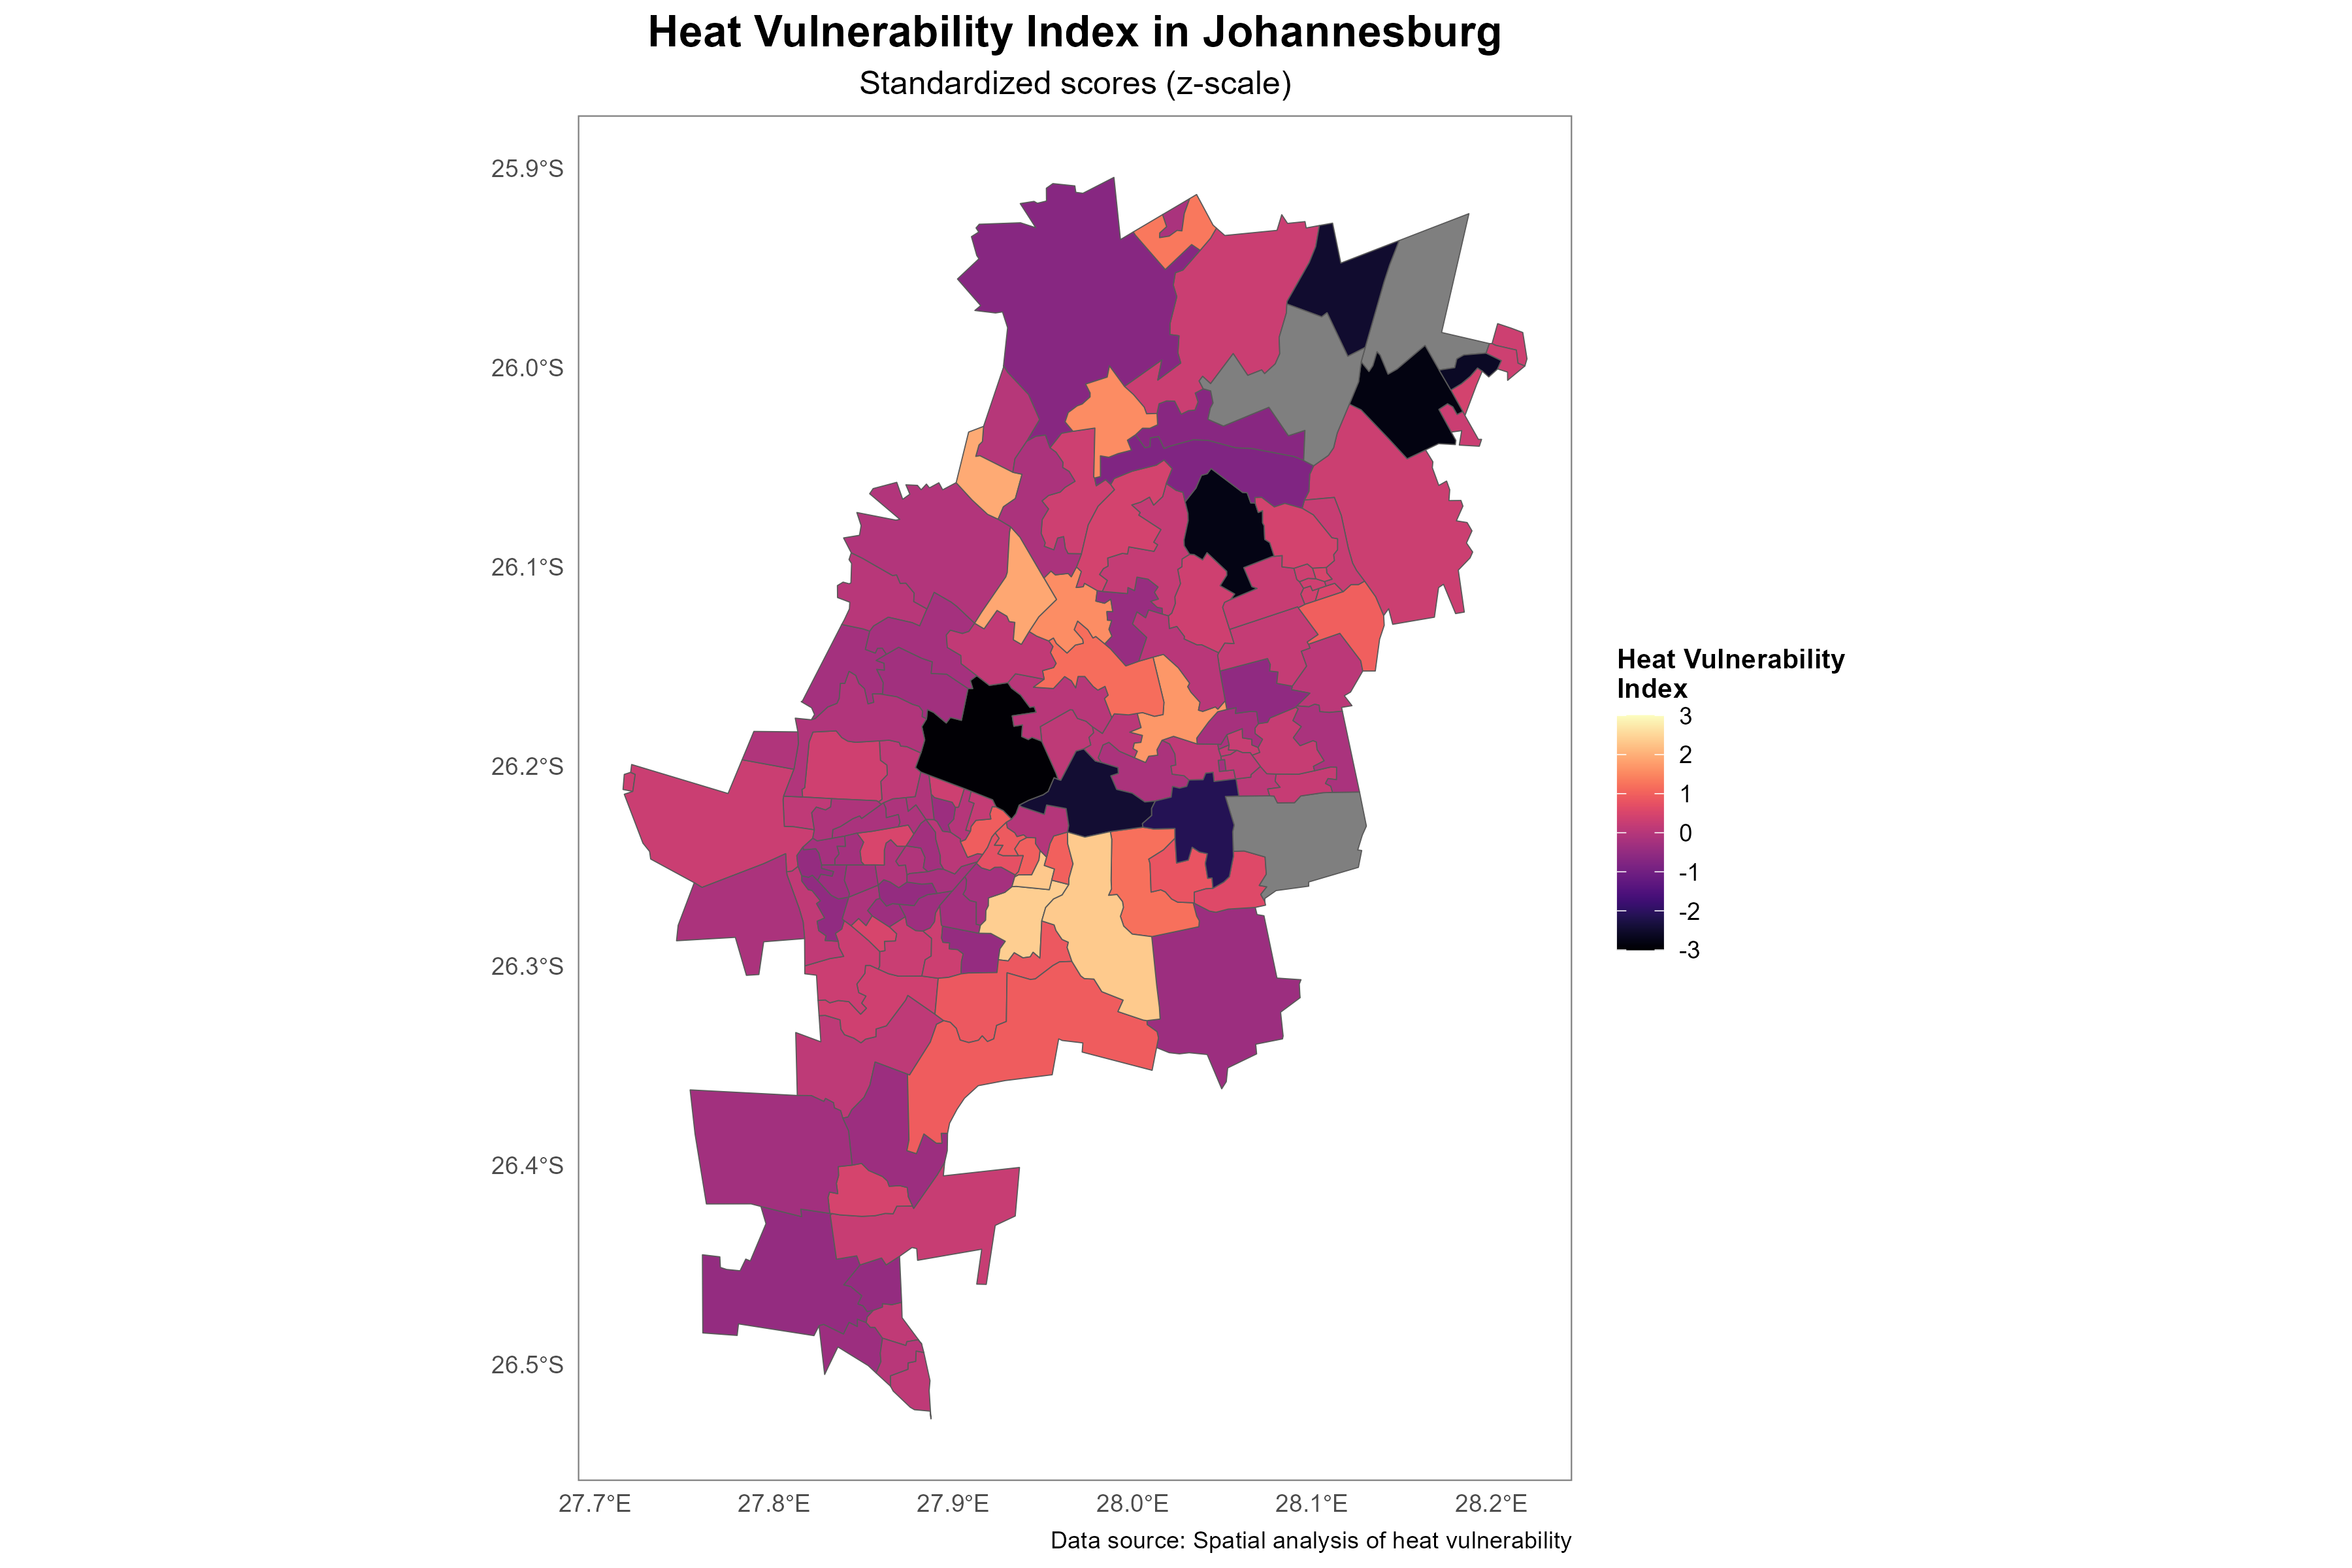 Heat Vulnerability Index in Johannesburg
Standardized scores (z-scale)
25.9°S
26.0°S
26.1°S
26.2°S
26.3°S
26.4°S
26.5°S
27.7°E
27.8°E
27.9°E
28.0°E
28.1°E
28.2°E
Heat Vulnerability
Index
3
2
1
0
-1
-2
-3
Data source: Spatial analysis of heat vulnerability